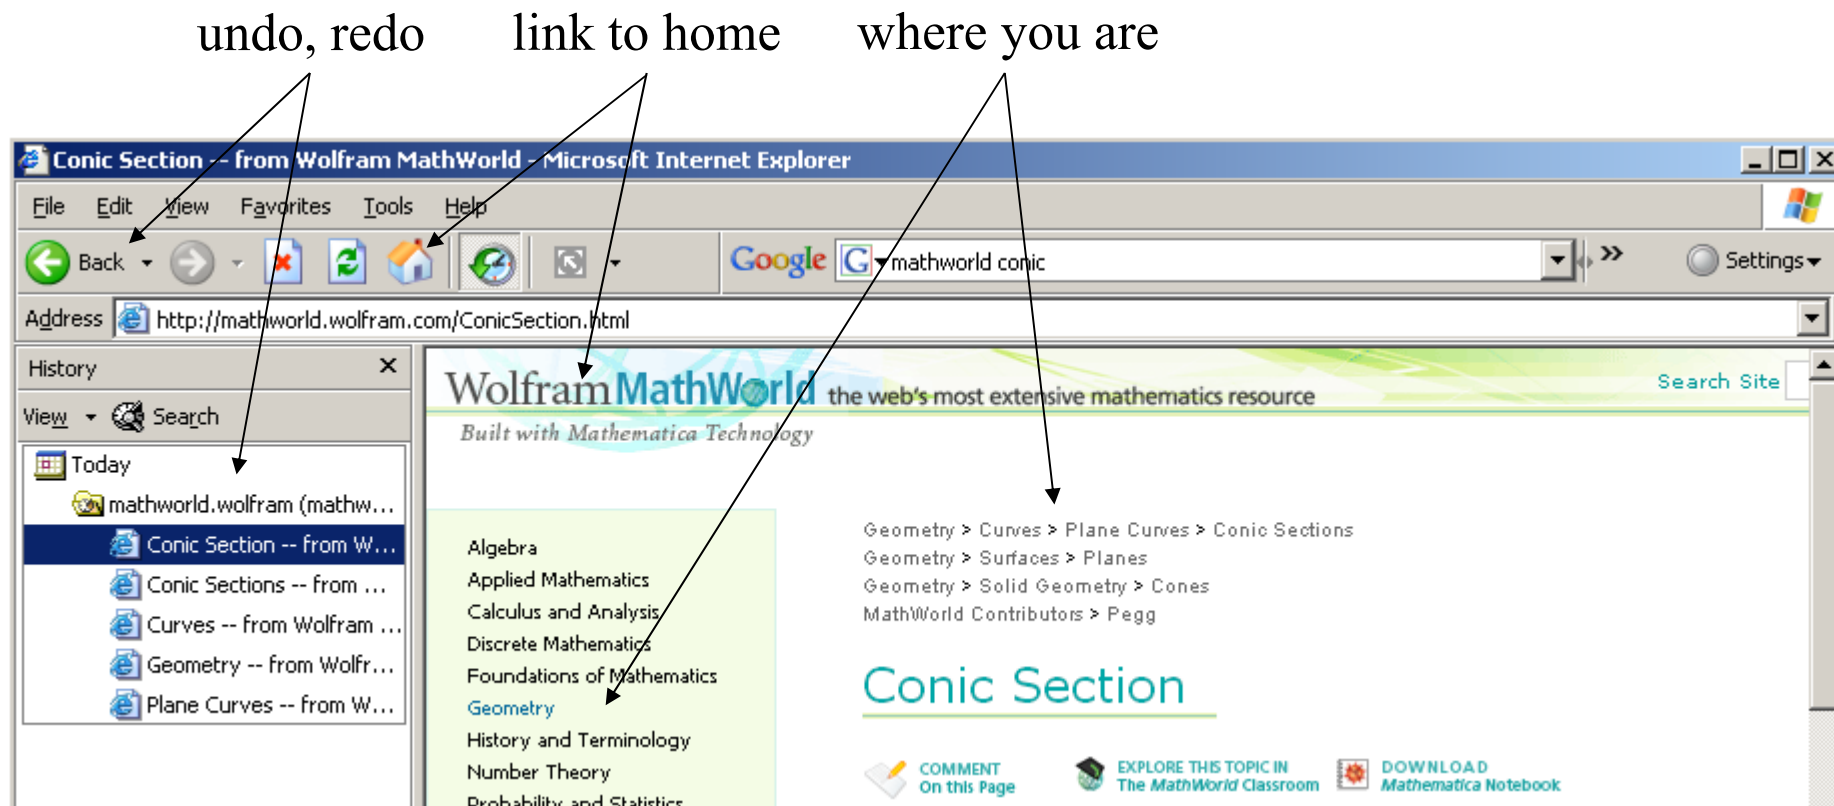 undo, redo link to home where you are
Conic Section -- from Wolfram MathWorld - Microsoft Internet Explorer
File Edit View Favorites Tools Help
Back Google G mathworld conic Settings
Address http://mathworld.wolfram.com/ConicSection.html
History
View Search
Today
mathworld.wolfram (mathw...
Conic Section -- from W...
Conic Sections -- from ...
Curves -- from Wolfram ...
Geometry -- from Wolfr...
Plane Curves -- from W...
Wolfram MathWorld the web's most extensive mathematics resource
Search Site
Built with Mathematica Technology
Algebra
Applied Mathematics
Calculus and Analysis
Discrete Mathematics
Foundations of Mathematics
Geometry
History and Terminology
Number Theory
Probability and Statistics
Geometry > Curves > Plane Curves > Conic Sections
Geometry > Surfaces > Planes
Geometry > Solid Geometry > Cones
MathWorld Contributors > Pegg
Conic Section
COMMENT
On this Page
EXPLORE THIS TOPIC IN
The MathWorld Classroom
DOWNLOAD
Mathematica Notebook